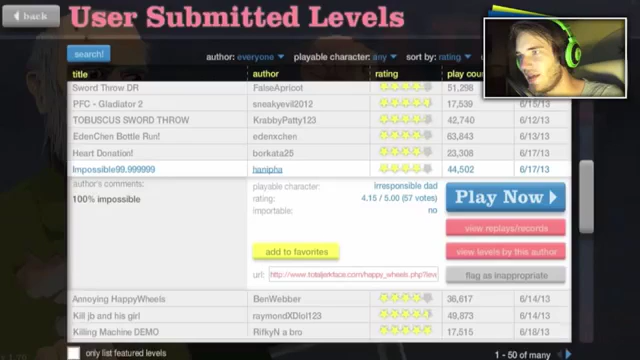 back
User Submitted Levels
search!
author: everyone playable character: any sort by: rating
title author rating play cou
Sword Throw DR FalseApricot 51,298 6/14/13
PFC - Gladiator 2 sneakyevil2012 17,539 6/15/13
TOBUSCUS SWORD THROW KrabbyPatty123 42,740 6/12/13
EdenChen Bottle Run! edenxchen 63,843 6/13/13
Heart Donation! borkata25 23,308 6/17/13
Impossible99.999999 hanipha 44,502 6/17/13
author's comments:
100% impossible
playable character: irresponsible dad
rating: 4.15 / 5.00 (57 votes)
importable: no
Play Now
view replays/records
add to favorites
view levels by this author
url: http://www.totaljerkface.com/happy_wheels.php?lev
flag as inappropriate
Annoying HappyWheels BenWebber 36,617 6/14/13
Kill jb and his girl raymondXDlol123 6/14/13
Killing Machine DEMO RifkyN a bro 17,515 6/18/13
only list featured levels
1 - 50 of many